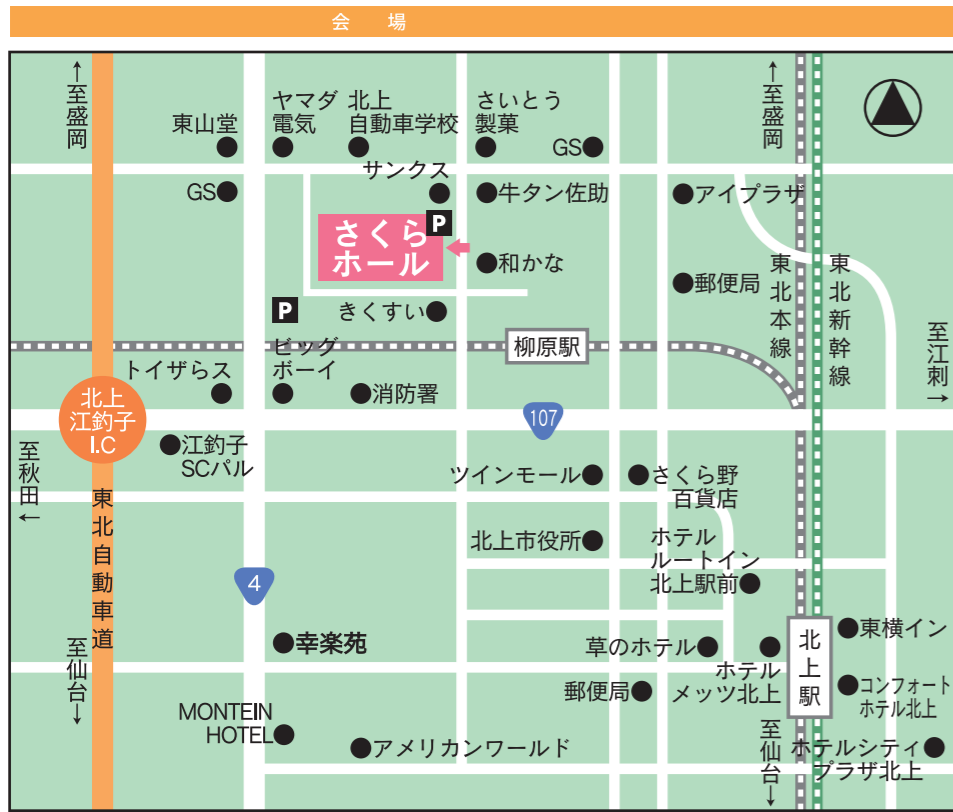 会 場
↑至盛岡
↑至盛岡
東山堂
ヤマダ
電気
北上
自動車学校
さいとう
製菓
GS
GS
サンクス
牛タン佐助
アイプラザ
さくら
ホール
P
和かな
郵便局
東北本線
東北新幹線
P
きくすい
柳原駅
至江刺→
トイザらス
ビッグ
ボーイ
消防署
北上
江釣子
I.C
107
江釣子
SCパル
至秋田←
ツインモール
さくら野
百貨店
東北自動車道
北上市役所
ホテル
ルートイン
北上駅前
4
幸楽苑
草のホテル
ホテル
メッツ北上
北上駅
東横イン
至仙台↓
郵便局
コンフォート
ホテル北上
MONTEIN
HOTEL
アメリカンワールド
至仙台↓
ホテルシティ
プラザ北上